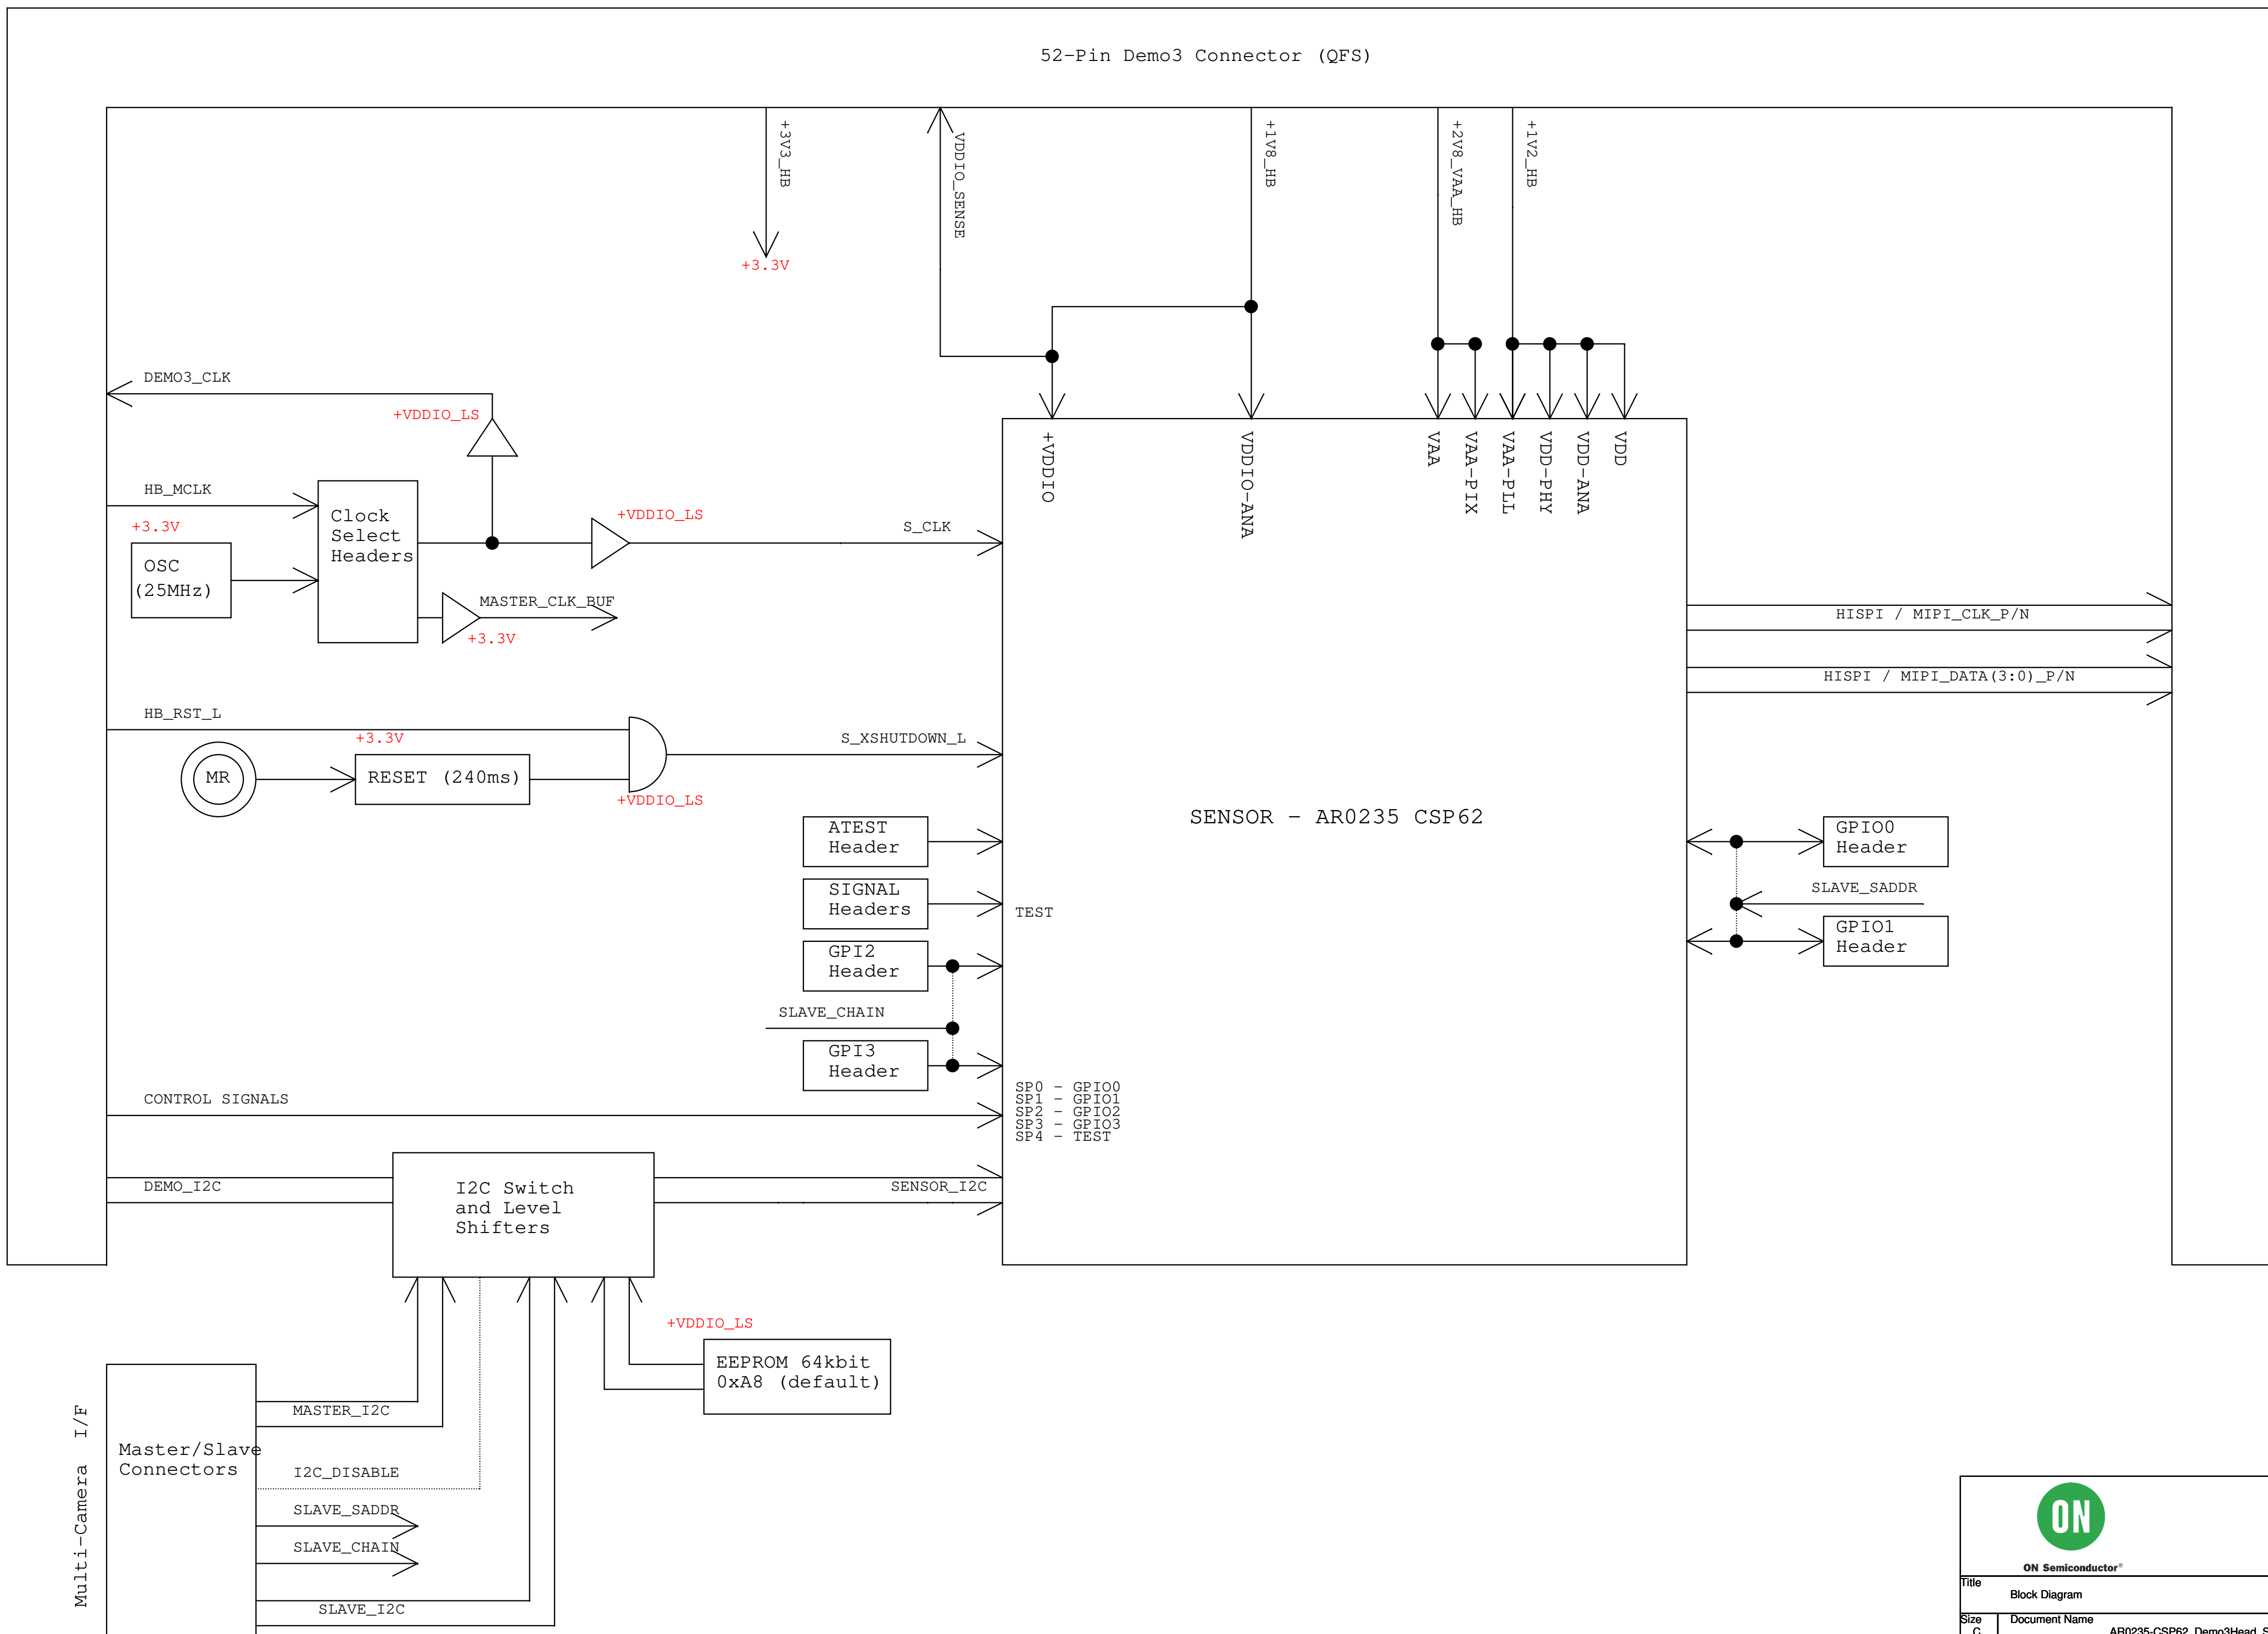 52-Pin Demo3 Connector (QFS)
+3V3_HB
VDDIO_SENSE
+1V8_HB
+2V8_VAA_HB
+1V2_HB
+3.3V
DEMO3_CLK
+VDDIO_LS
HB_MCLK
+3.3V
OSC
(25MHz)
Clock
Select
Headers
+VDDIO_LS
S_CLK
MASTER_CLK_BUF
+3.3V
+VDDIO
VDDIO-ANA
VAA
VAA-PIX
VAA-PLL
VDD-PHY
VDD-ANA
VDD
HISPI / MIPI_CLK_P/N
HISPI / MIPI_DATA(3:0)_P/N
HB_RST_L
+3.3V
MR
RESET (240ms)
S_XSHUTDOWN_L
+VDDIO_LS
SENSOR - AR0235 CSP62
ATEST
Header
SIGNAL
Headers
TEST
GPI2
Header
SLAVE_CHAIN
GPI3
Header
GPIO0
Header
SLAVE_SADDR
GPIO1
Header
SP0 - GPIO0
SP1 - GPIO1
SP2 - GPIO2
SP3 - GPIO3
SP4 - TEST
CONTROL SIGNALS
DEMO_I2C
I2C Switch
and Level
Shifters
SENSOR_I2C
+VDDIO_LS
EEPROM 64kbit
0xA8 (default)
Multi-Camera I/F
Master/Slave
Connectors
MASTER_I2C
I2C_DISABLE
SLAVE_SADDR
SLAVE_CHAIN
SLAVE_I2C
ON
ON Semiconductor®
Title
Block Diagram
Size
C
Document Name
AR0235-CSP62_Demo3Head_S